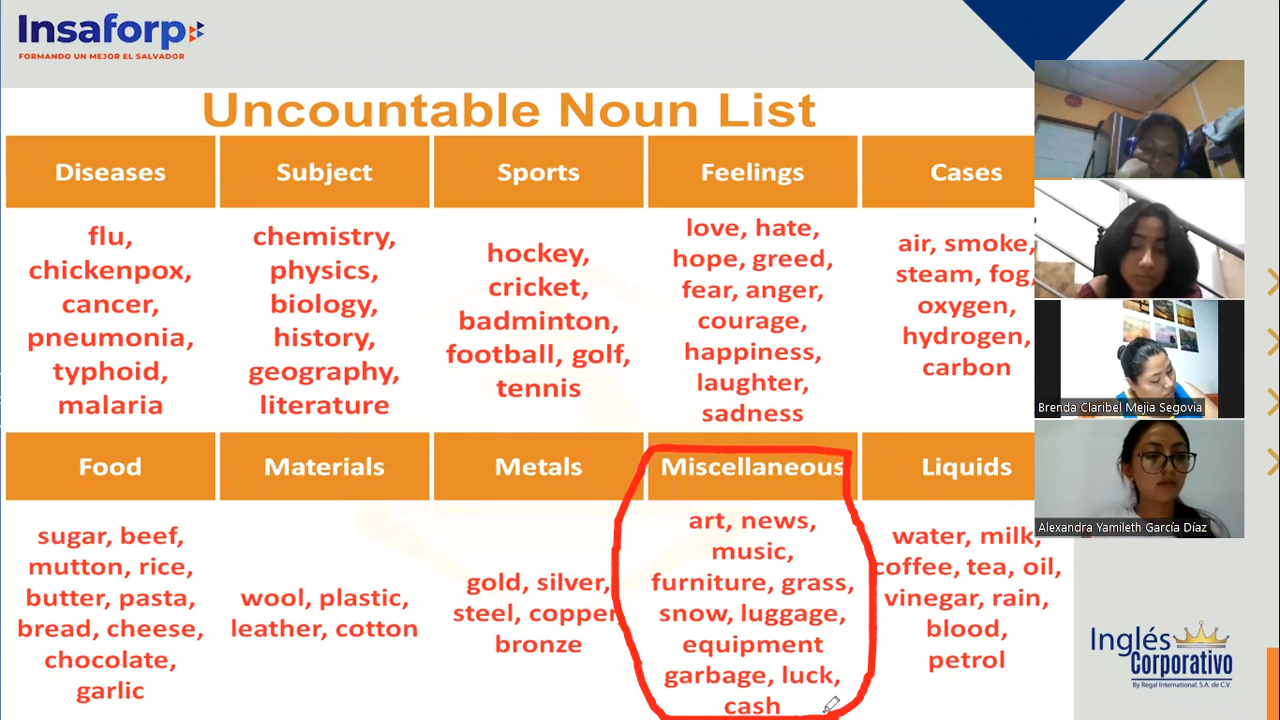 Insaforp
FORMANDO UN MEJOR EL SALVADOR
Uncountable Noun List
Diseases
Subject
Sports
Feelings
Cases
flu,
chickenpox,
cancer,
pneumonia,
typhoid,
malaria
chemistry,
physics,
biology,
history,
geography,
literature
hockey,
cricket,
badminton,
football, golf,
tennis
love, hate,
hope, greed,
fear, anger,
courage,
happiness,
laughter,
sadness
air, smoke,
steam, fog,
oxygen,
hydrogen,
carbon
Food
Materials
Metals
Miscellaneous
Liquids
sugar, beef,
mutton, rice,
butter, pasta,
bread, cheese,
chocolate,
garlic
wool, plastic,
leather, cotton
gold, silver,
steel, copper,
bronze
art, news,
music,
furniture, grass,
snow, luggage,
equipment
garbage, luck,
cash
water, milk,
coffee, tea, oil,
vinegar, rain,
blood,
petrol
Brenda Claribel Mejia Segovia
Alexandra Yamileth García Díaz
Inglés
Corporativo
By Regal International, S.A. de C.V.